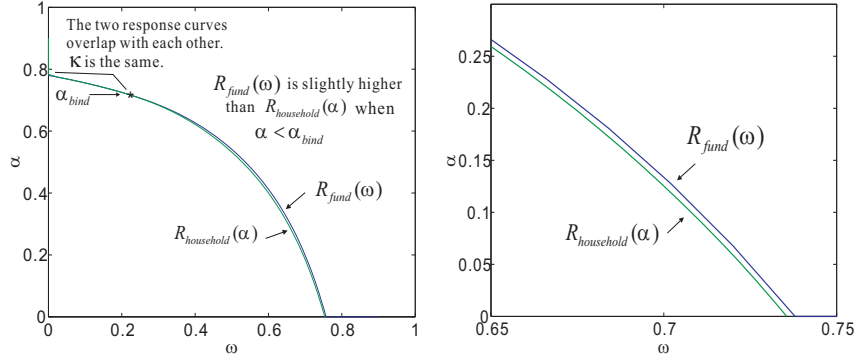 1
0.8
0.6
0.4
0.2
0
α
0
0.2
0.4
0.6
0.8
1
ω
The two response curves
overlap with each other.
κ is the same.
α_bind
R_fund(ω) is slightly higher
than R_household(α) when
α < α_bind
R_fund(ω)
R_household(α)
0.25
0.2
0.15
0.1
0.05
0
α
0.65
0.7
0.75
ω
R_fund(ω)
R_household(α)